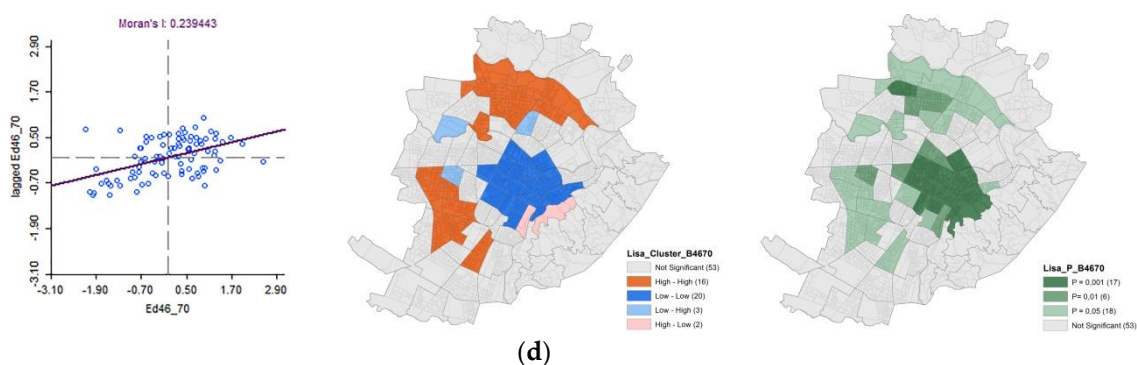 Moran's I: 0.239443
2.90
1.70
0.50
-0.70
-1.90
-3.10
lagged Ed46_70
-3.10 -1.90 -0.70 0.50 1.70 2.90
Ed46_70
Lisa_Cluster_B4670
Not Significant (53)
High - High (16)
Low - Low (20)
Low - High (3)
High - Low (2)
Lisa_P_B4670
P = 0,001 (17)
P= 0,01 (6)
P = 0,05 (18)
Not Significant (53)
(d)